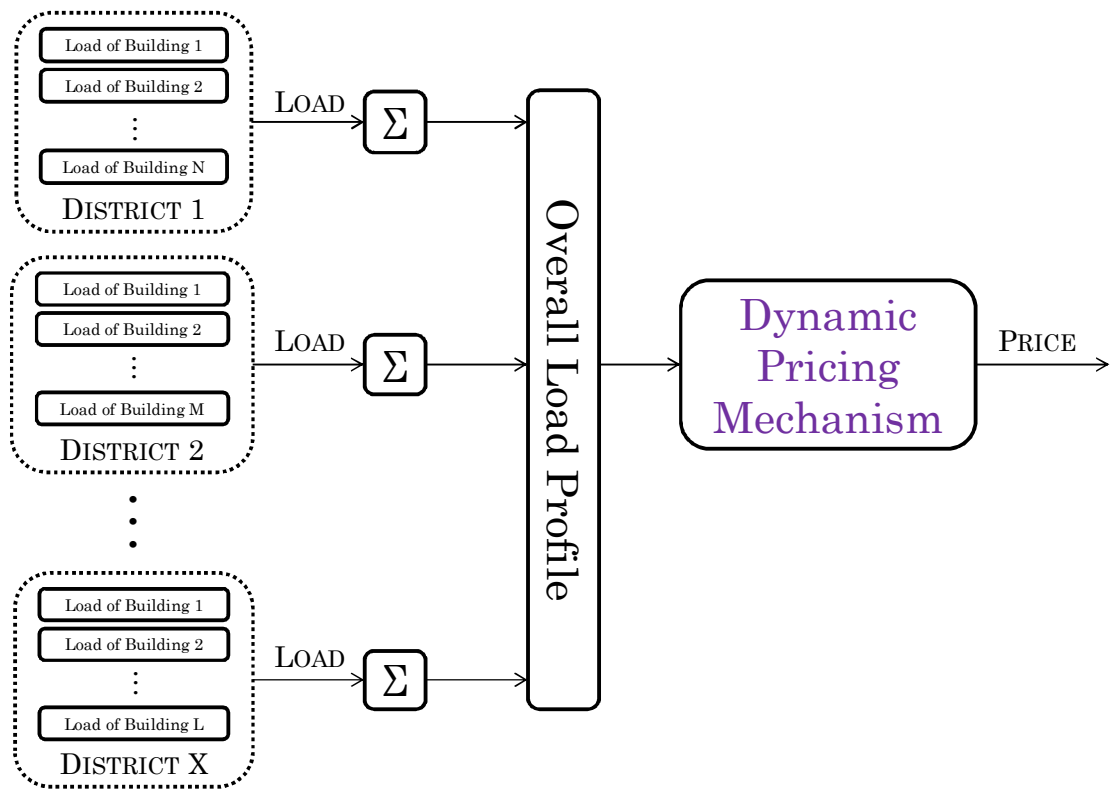 Load of Building 1
Load of Building 2
⋮
Load of Building N
DISTRICT 1
LOAD
Σ
Load of Building 1
Load of Building 2
⋮
Load of Building M
DISTRICT 2
LOAD
Σ
⋮
Load of Building 1
Load of Building 2
⋮
Load of Building L
DISTRICT X
LOAD
Σ
Overall Load Profile
Dynamic
Pricing
Mechanism
PRICE